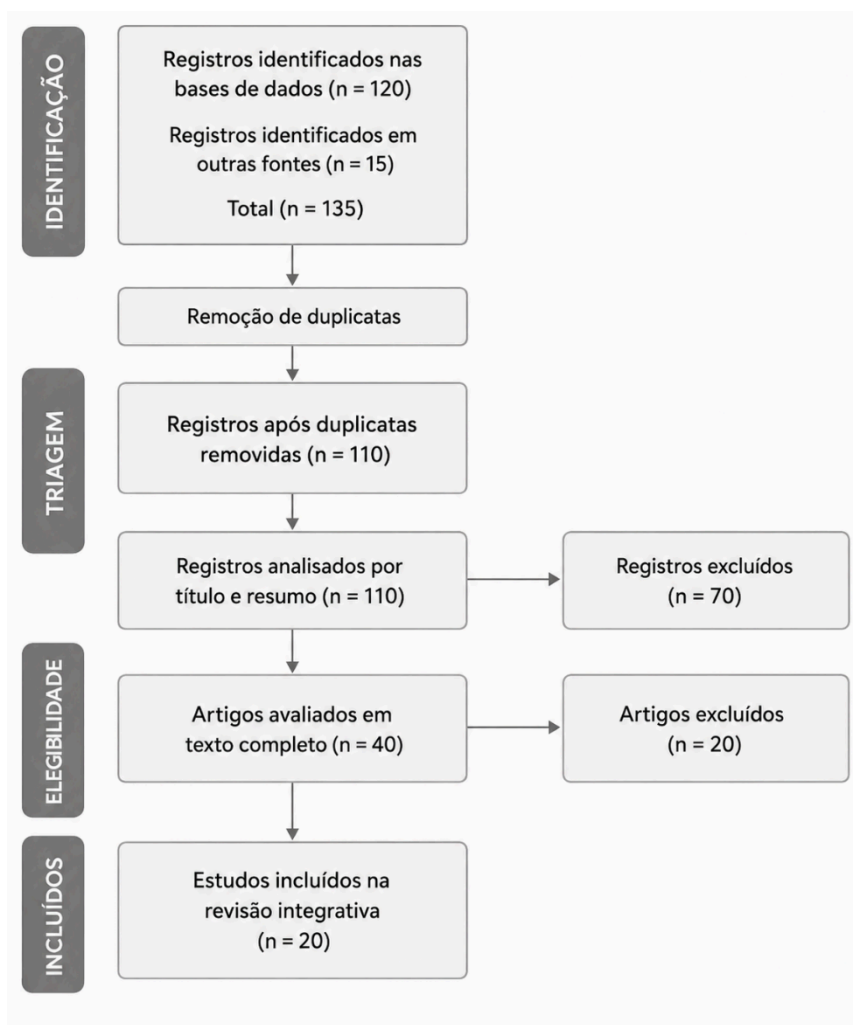 IDENTIFICAÇÃO
Registros identificados nas
bases de dados (n = 120)
Registros identificados em
outras fontes (n = 15)
Total (n = 135)
Remoção de duplicatas
TRIAGEM
Registros após duplicatas
removidas (n = 110)
Registros analisados por
título e resumo (n = 110)
Registros excluídos
(n = 70)
ELEGIBILIDADE
Artigos avaliados em
texto completo (n = 40)
Artigos excluídos
(n = 20)
INCLUÍDOS
Estudos incluídos na
revisão integrativa
(n = 20)